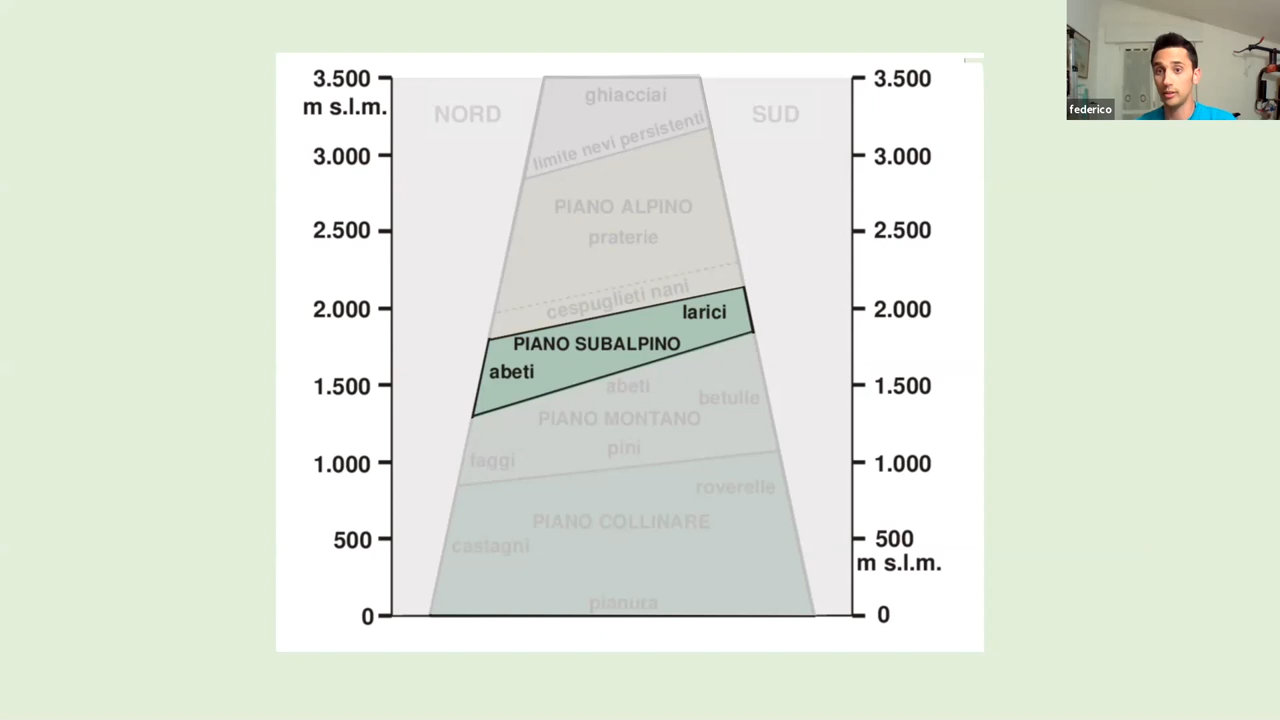 3.500
m s.l.m.
3.000
2.500
2.000
1.500
1.000
500
0
NORD
SUD
ghiacciai
limite nevi persistenti
PIANO ALPINO
praterie
cespuglieti nani
larici
PIANO SUBALPINO
abeti
abeti
betulle
PIANO MONTANO
pini
faggi
roverelle
PIANO COLLINARE
castagni
pianura
3.500
3.000
2.500
2.000
1.500
1.000
500
m s.l.m.
0
federico